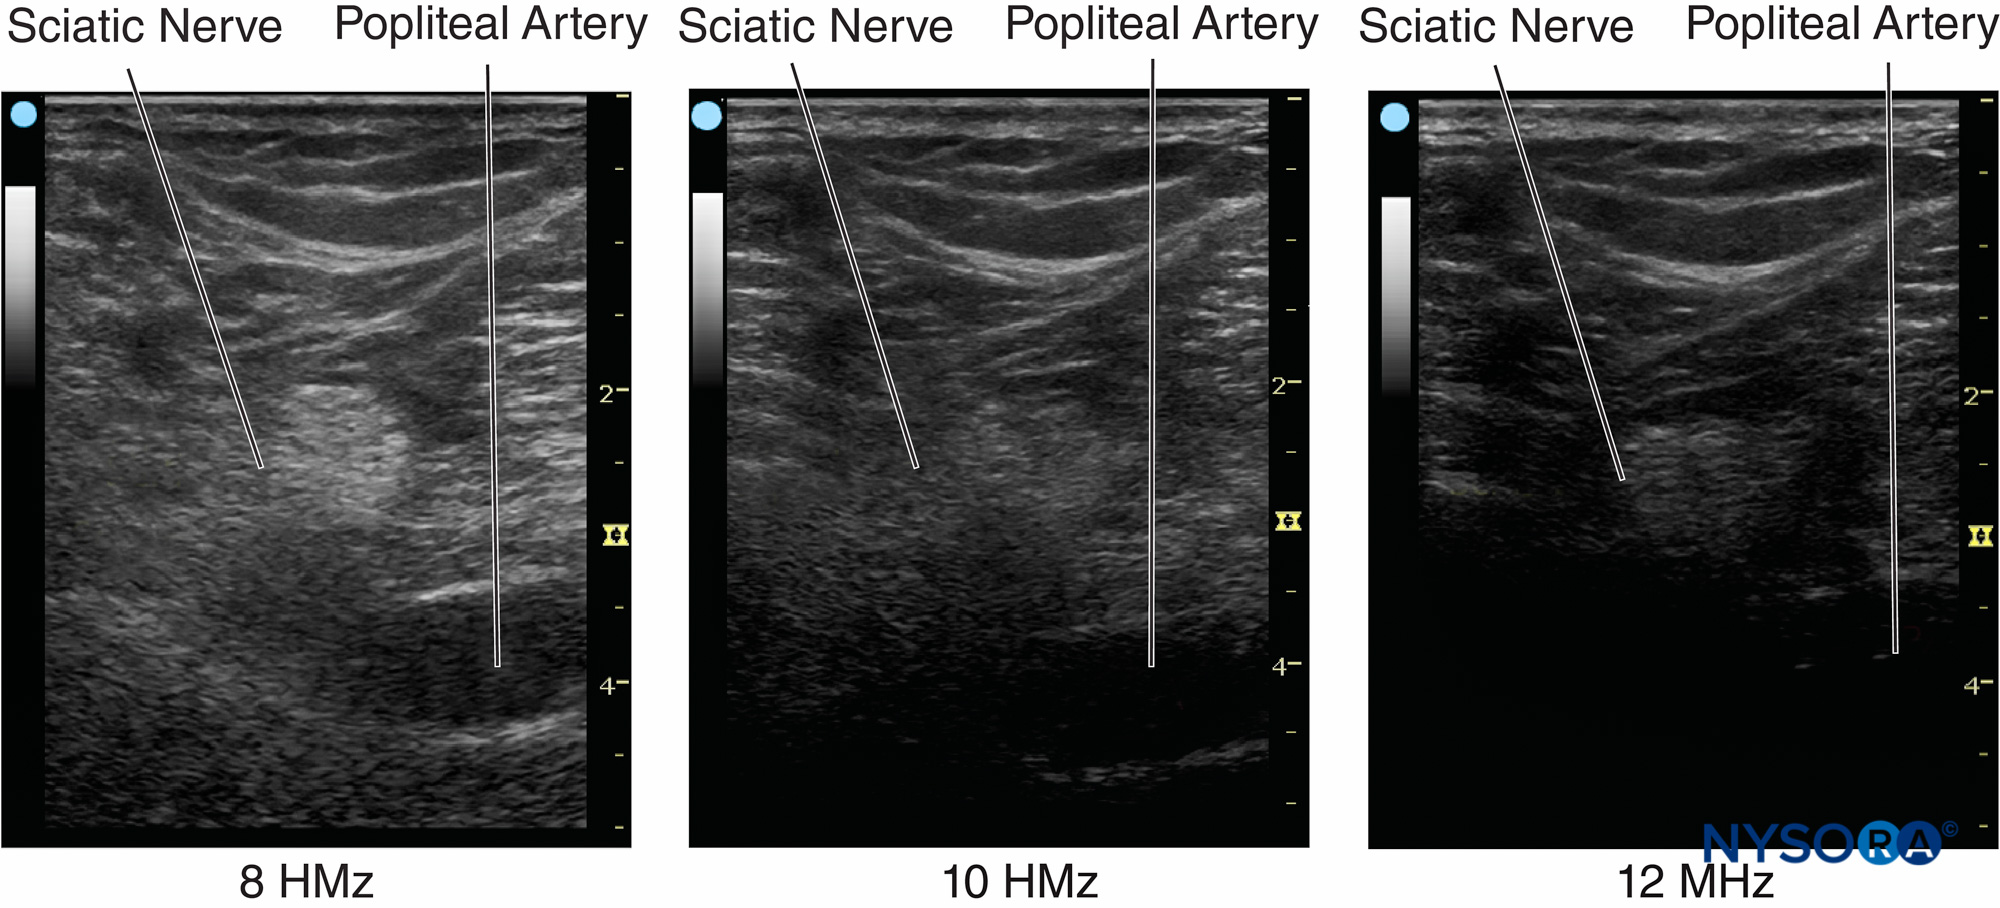 Sciatic Nerve Popliteal Artery Sciatic Nerve Popliteal Artery Sciatic Nerve Popliteal Artery
2 2 2
4 4 4
NYSORA©
8 HMz 10 HMz 12 MHz